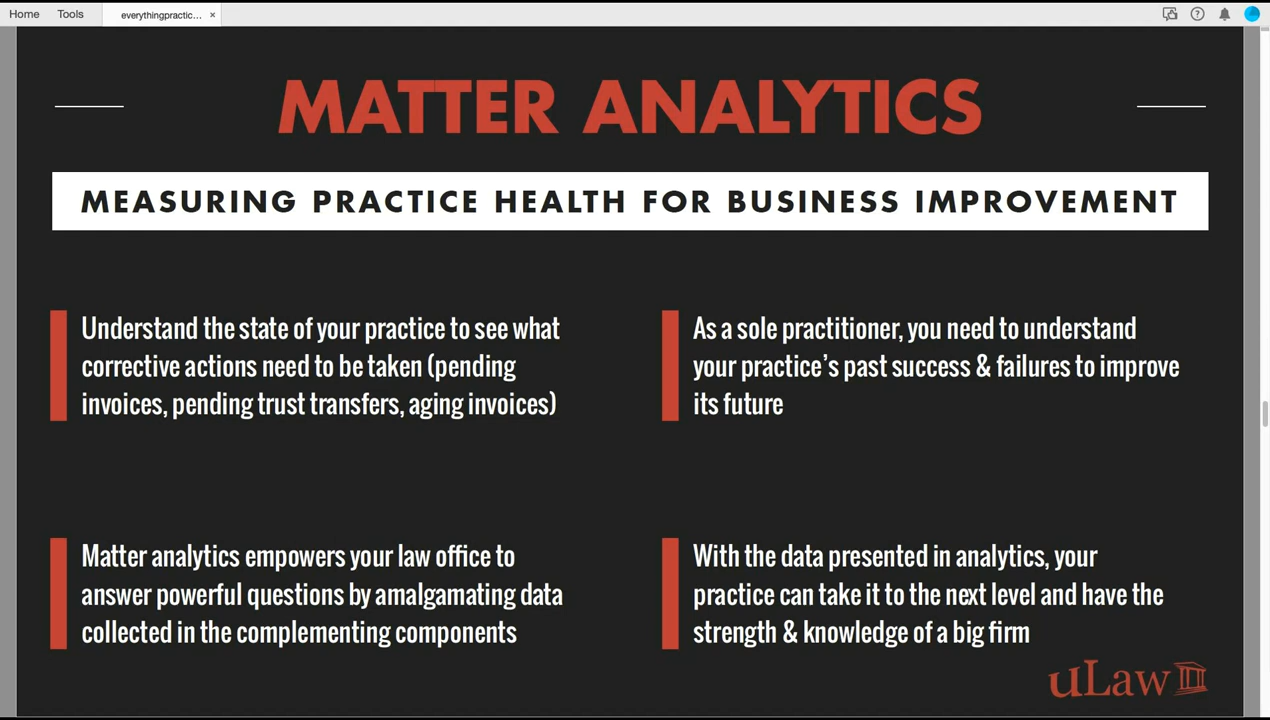 Home Tools everythingpractic... ×
MATTER ANALYTICS
MEASURING PRACTICE HEALTH FOR BUSINESS IMPROVEMENT
Understand the state of your practice to see what
corrective actions need to be taken (pending
invoices, pending trust transfers, aging invoices)
As a sole practitioner, you need to understand
your practice’s past success & failures to improve
its future
Matter analytics empowers your law office to
answer powerful questions by amalgamating data
collected in the complementing components
With the data presented in analytics, your
practice can take it to the next level and have the
strength & knowledge of a big firm
uLaw